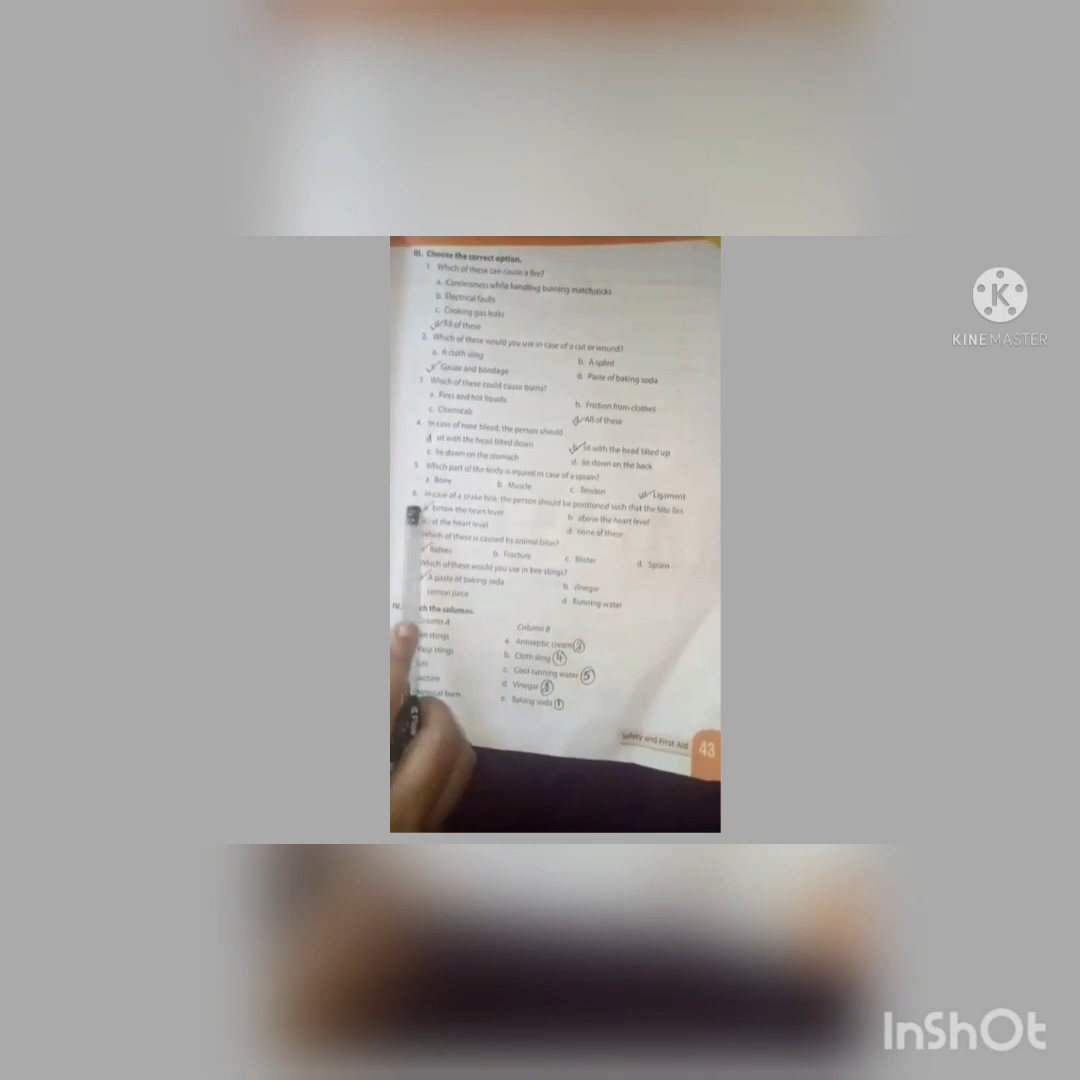 III. Choose the correct option.
1. Which of these can cause a fire?
a. Carelessness while handling burning matchsticks
b. Electrical faults
c. Cooking gas leaks
All of these
2. Which of these would you use in case of a cut or wound?
a. A cloth sling b. A splint
Gauze and bandage d. Paste of baking soda
3. Which of these could cause burns?
a. Fires and hot liquids b. Friction from clothes
c. Chemicals All of these
4. In case of nose bleed, the person should
sit with the head tilted down b. sit with the head tilted up
c. lie down on the stomach d. lie down on the back
5. Which part of the body is injured in case of a sprain?
a. Bone b. Muscle c. Tendon Ligament
6. In case of a snake bite, the person should be positioned such that the bite lies
below the heart level b. above the heart level
c. at the heart level d. none of these
Which of these is caused by animal bites?
Rabies b. Fracture c. Blister d. Sprain
Which of these would you use in bee stings?
A paste of baking soda b. Vinegar
Lemon juice d. Running water
IV. ch the columns.
Column A Column B
stings a. Antiseptic cream 3
stings b. Cloth sling 4
c. Cool running water 5
d. Vinegar
burn e. Baking soda 1
Safety and First Aid 43
K
KINEMASTER
InShOt